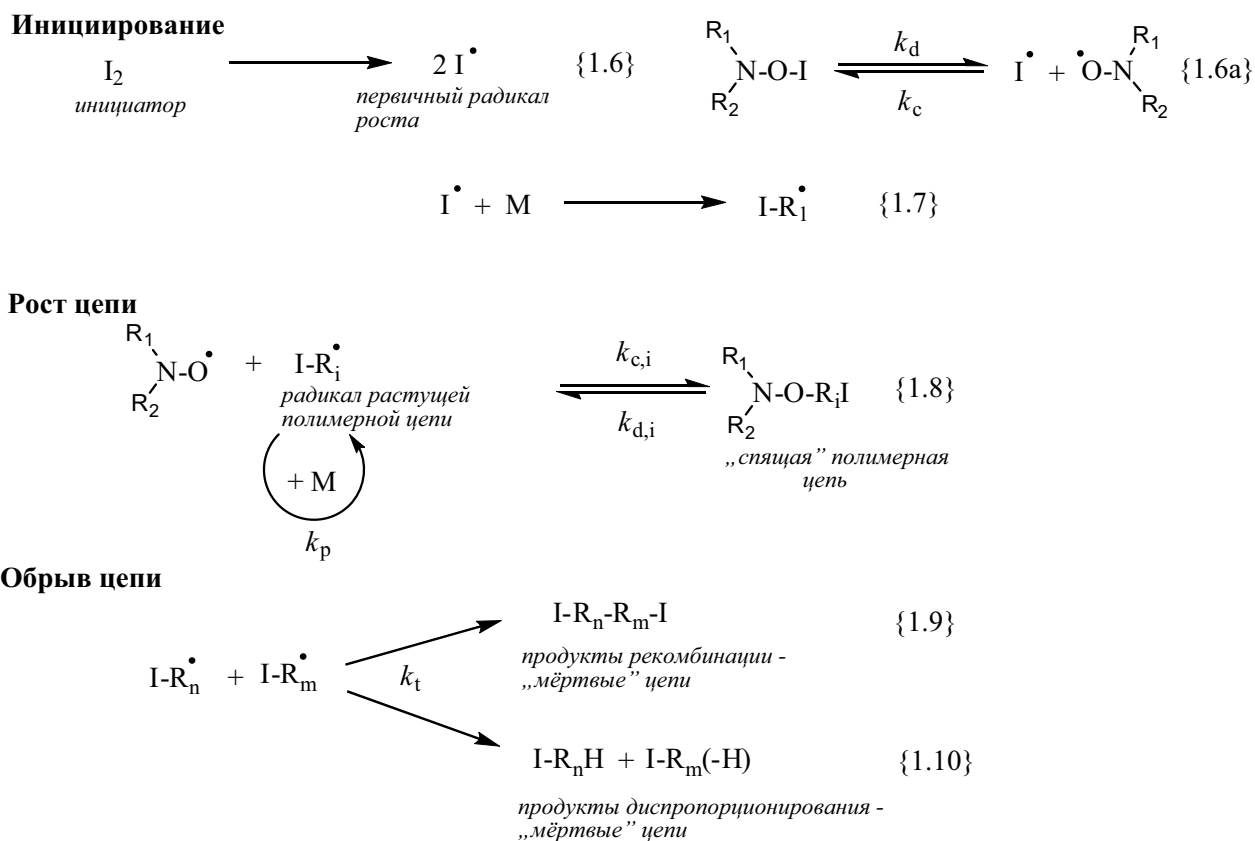 Инициирование
I2 2 I• {1.6}
инициатор
первичный радикал
роста
R1
N-O-I
R2
kd
kc
I• + •O-N {1.6a}
R1
R2
I• + M I-R1• {1.7}
Рост цепи
R1
N-O• + I-Ri•
R2
радикал растущей
полимерной цепи
+ M
kp
kc,i
kd,i
R1
N-O-RiI {1.8}
R2
„спящая” полимерная
цепь
Обрыв цепи
I-Rn• + I-Rm•
kt
I-Rn-Rm-I {1.9}
продукты рекомбинации -
„мёртвые” цепи
I-RnH + I-Rm(-H) {1.10}
продукты диспропорционирования -
„мёртвые” цепи